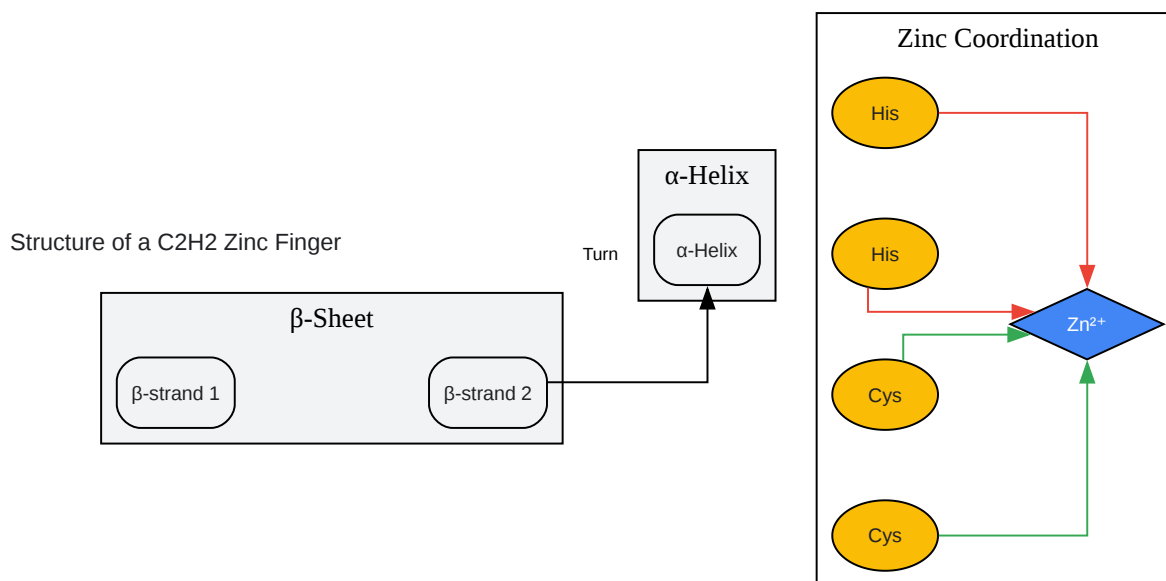 Structure of a C2H2 Zinc Finger
β-Sheet
β-strand 1
β-strand 2
Turn
α-Helix
α-Helix
Zinc Coordination
His
His
Cys
Cys
Zn²⁺